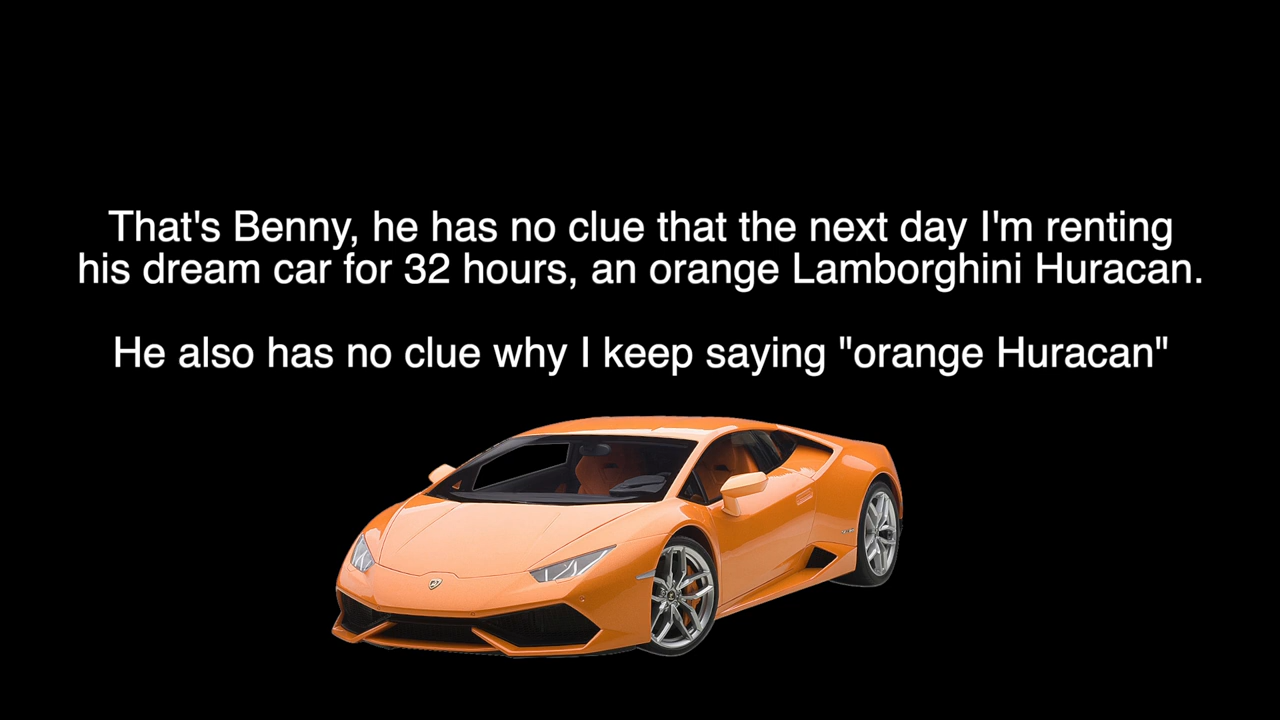 That's Benny, he has no clue that the next day I'm renting
his dream car for 32 hours, an orange Lamborghini Huracan.
He also has no clue why I keep saying "orange Huracan"